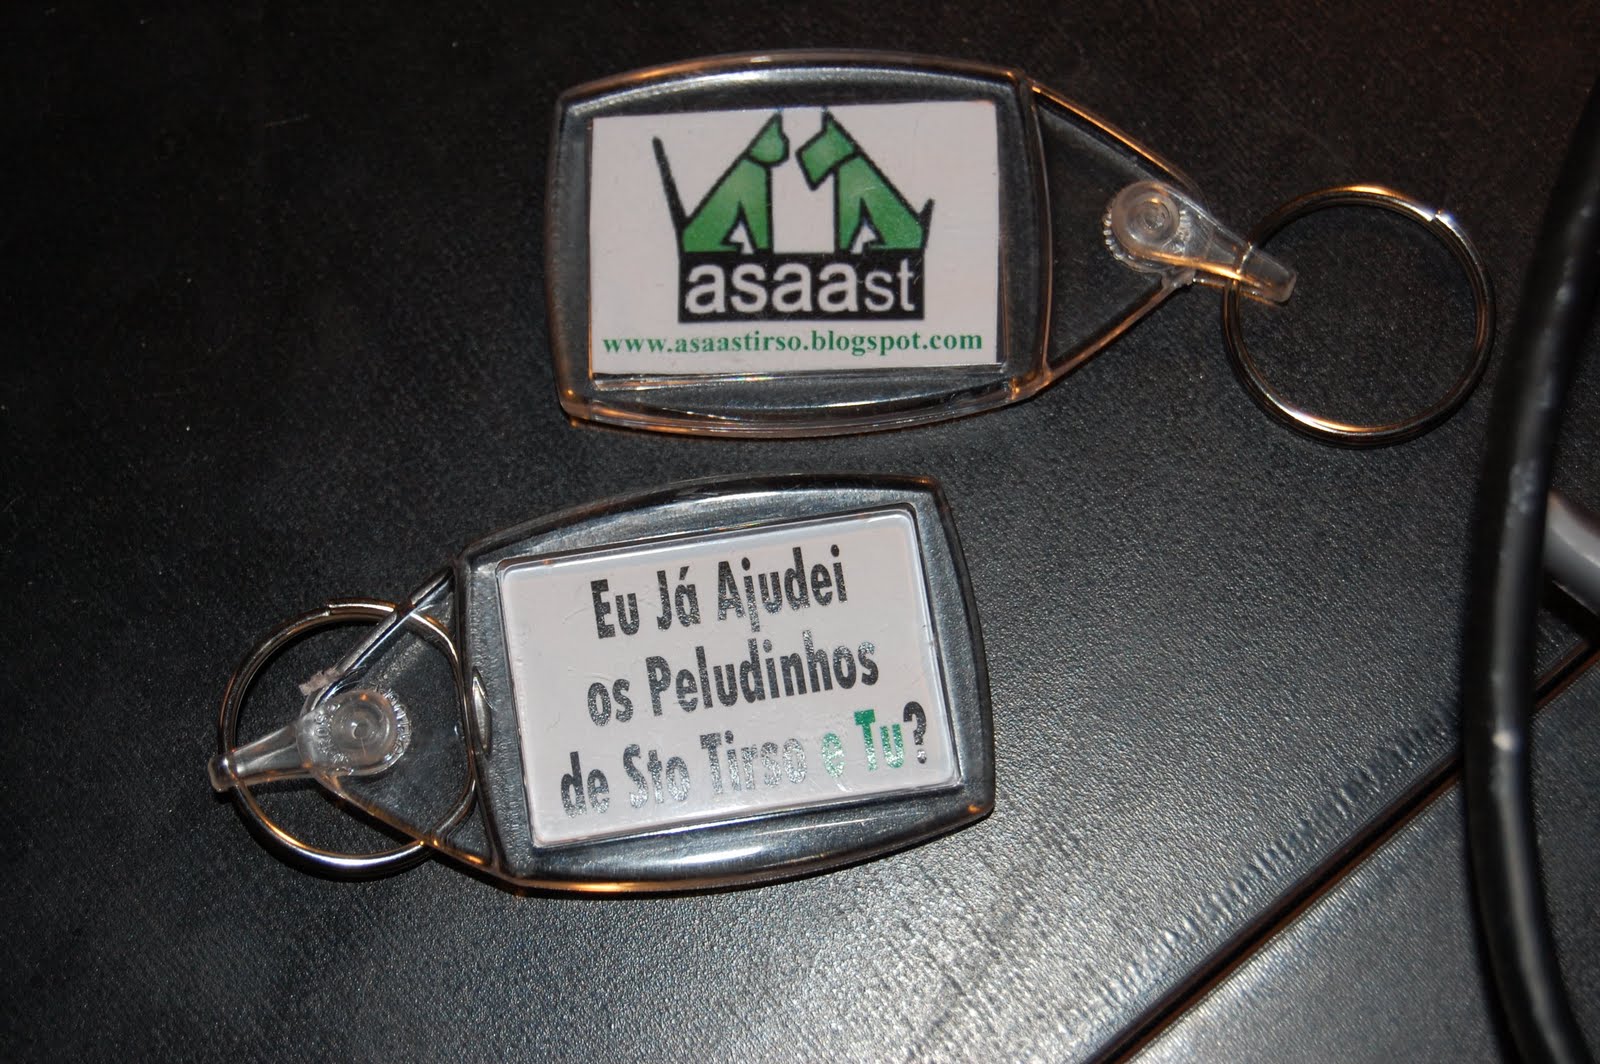 asaast
www.asaastirso.blogspot.com
Eu Já Ajudei
os Peludinhos
de Sto Tirso e Tu?